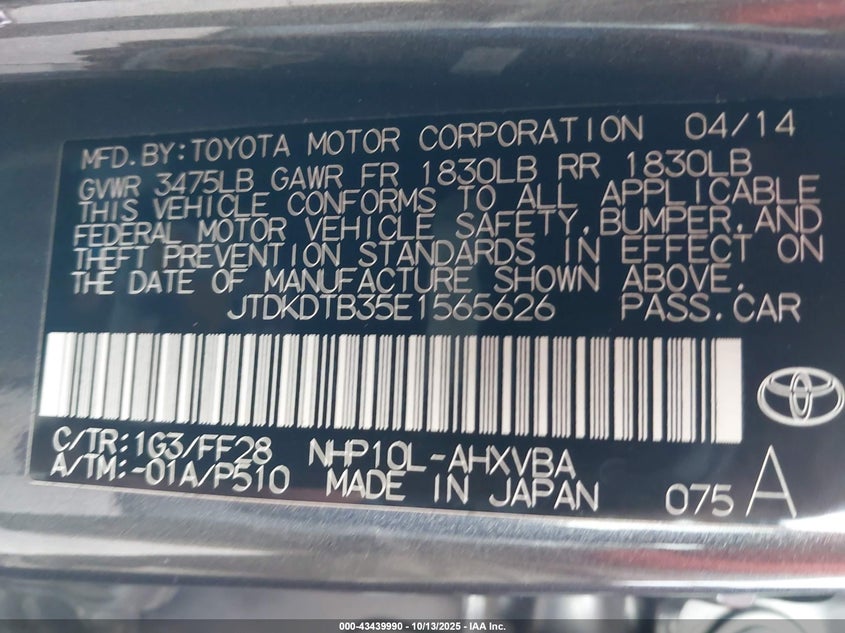 MFD.BY:TOYOTA MOTOR CORPORATION 04/14
GVWR 3475LB GAWR FR 1830LB RR 1830LB
THIS VEHICLE CONFORMS TO ALL APPLICABLE
FEDERAL MOTOR VEHICLE SAFETY,BUMPER,AND
THEFT PREVENTION STANDARDS IN EFFECT ON
THE DATE OF MANUFACTURE SHOWN ABOVE.
JTDKDTB35E1565626 PASS.CAR
C/TR:1G3/FF28 NHP10L-AHXVBA
A/TM:-01A/P510 MADE IN JAPAN 075 A
000-43439990 | 10/13/2025 | IAA Inc.